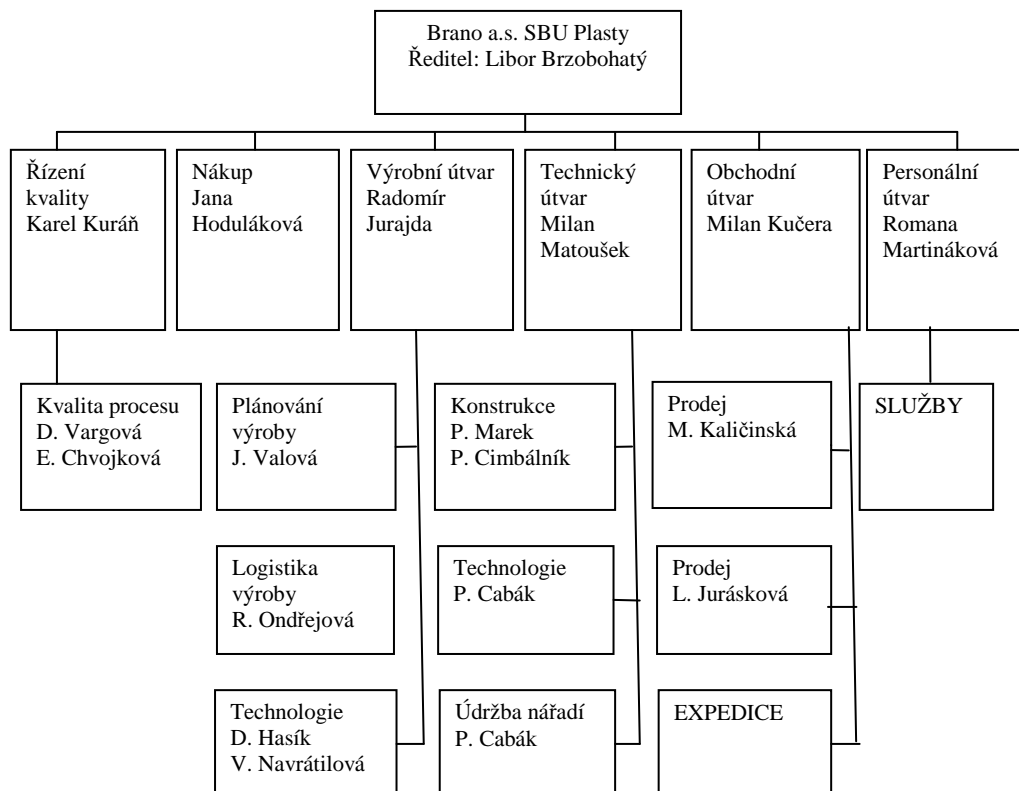 Brano a.s. SBU Plasty
Ředitel: Libor Brzobohatý
Řízení
kvality
Karel Kuráň
Nákup
Jana
Hoduláková
Výrobní útvar
Radomír
Jurajda
Technický
útvar
Milan
Matoušek
Obchodní
útvar
Milan Kučera
Personální
útvar
Romana
Martináková
Kvalita procesu
D. Vargová
E. Chvojková
Plánování
výroby
J. Valová
Konstrukce
P. Marek
P. Cimbálník
Prodej
M. Kaličinská
SLUŽBY
Logistika
výroby
R. Ondřejová
Technologie
P. Cabák
Prodej
L. Jurásková
Technologie
D. Hasík
V. Navrátilová
Údržba nářadí
P. Cabák
EXPEDICE